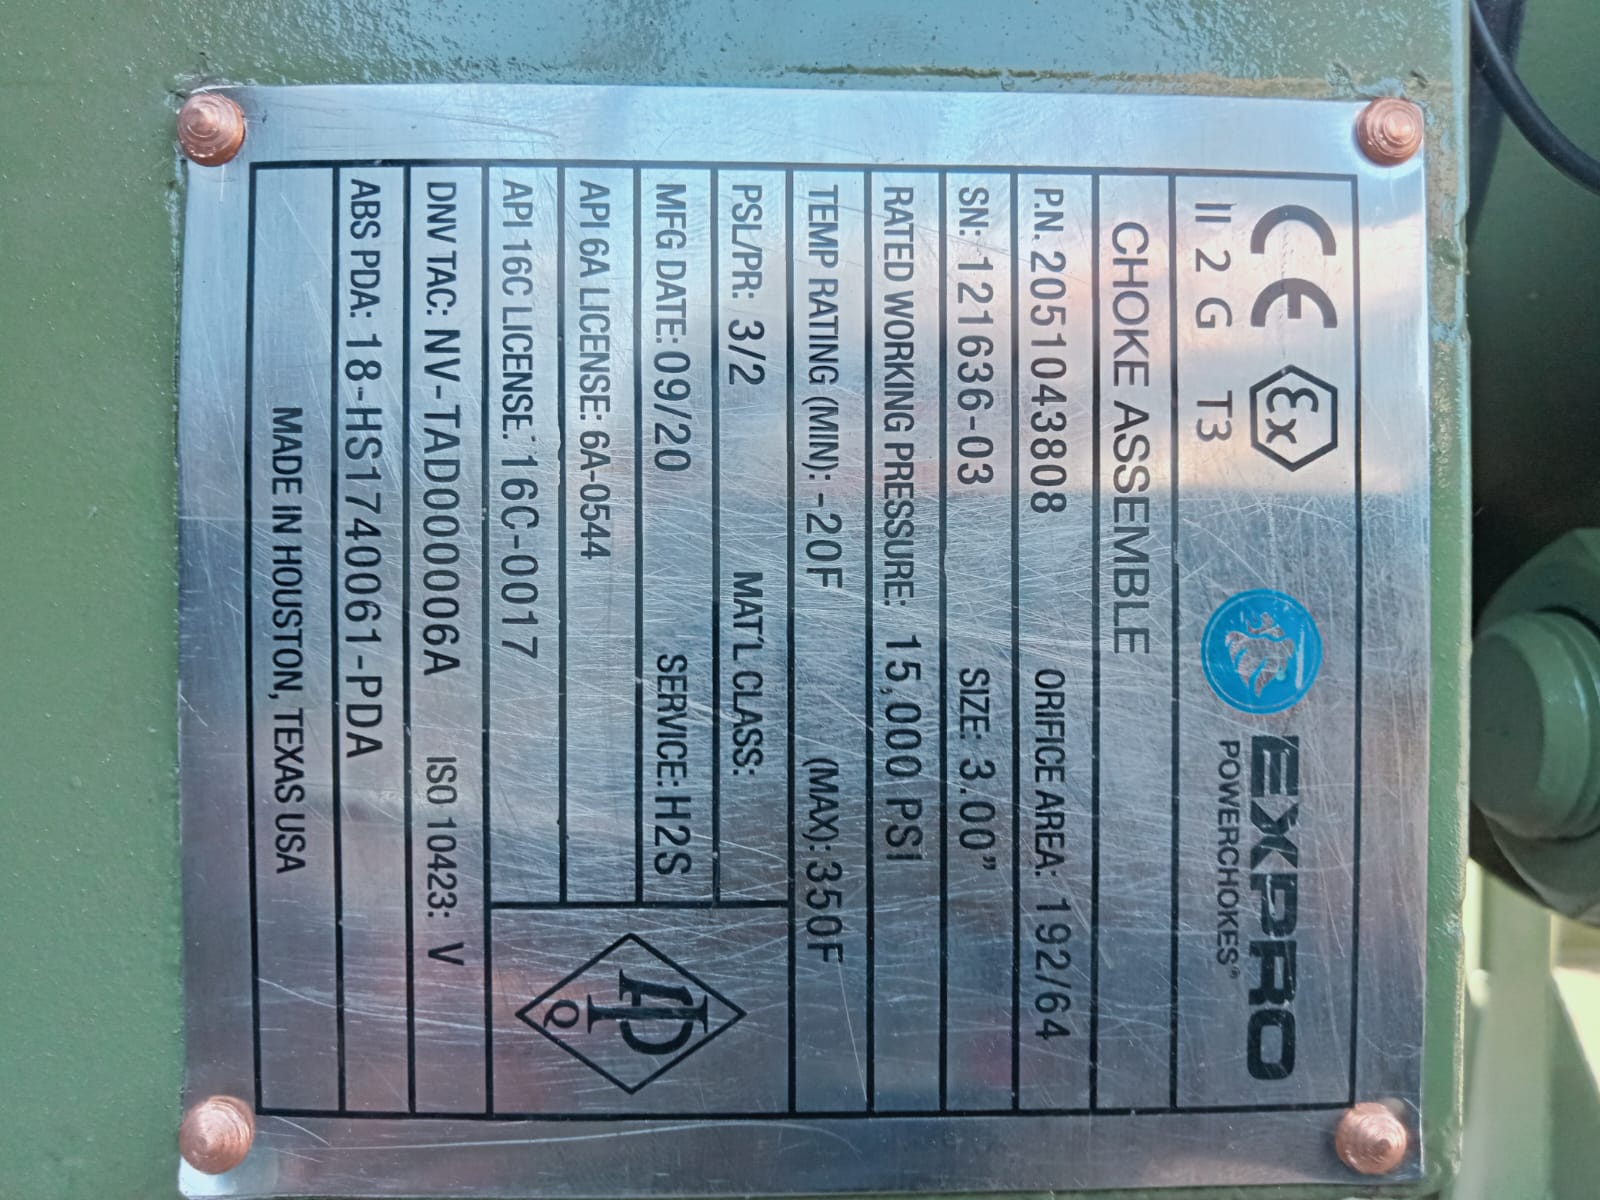 CE Ex EXPRO
II 2 G T3 POWERCHOKES®
CHOKE ASSEMBLE
P.N. 2051043808 ORIFICE AREA: 192/64
SN: 121636-03 SIZE: 3.00”
RATED WORKING PRESSURE: 15,000 PSI
TEMP RATING (MIN): -20F (MAX): 350F
PSL/PR: 3/2 MAT'L CLASS:
MFG DATE: 09/20 SERVICE: H2S
API 6A LICENSE: 6A-0544
API 16C LICENSE: 16C-0017
API Q
DNV TAC: NV-TAD000006A ISO 10423: V
ABS PDA: 18-HS1740061-PDA
MADE IN HOUSTON, TEXAS USA